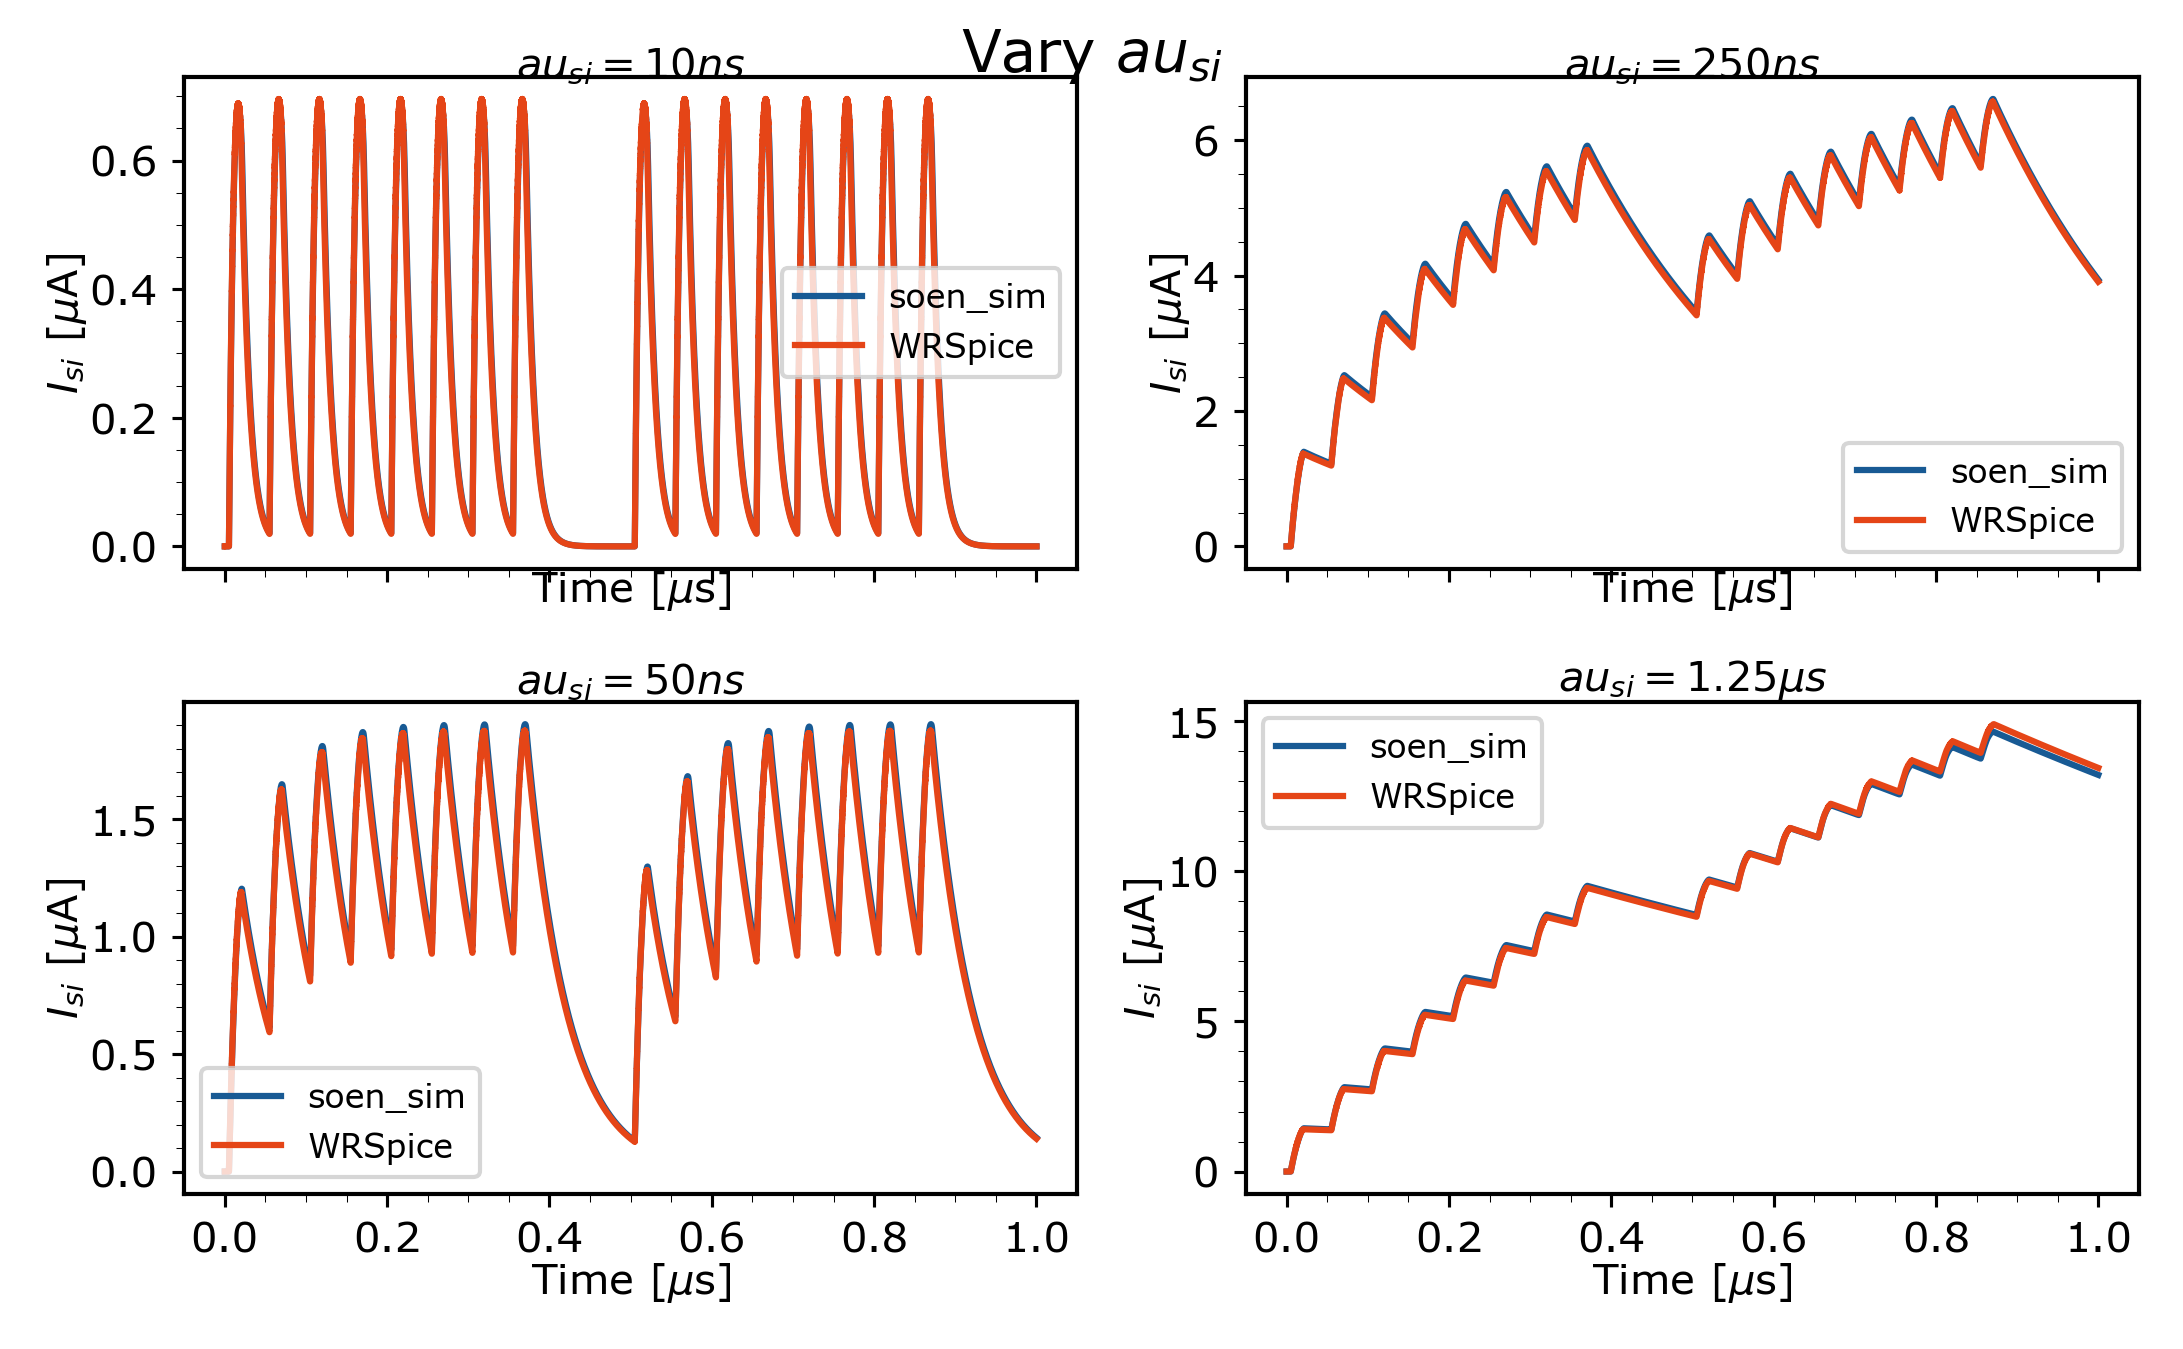 Vary au_si
au_si = 10ns
0.6
0.4
0.2
0.0
I_si [μA]
soen_sim
WRSpice
Time [μs]
au_si = 250ns
6
4
2
0
I_si [μA]
soen_sim
WRSpice
Time [μs]
au_si = 50ns
1.5
1.0
0.5
0.0
I_si [μA]
soen_sim
WRSpice
0.0 0.2 0.4 0.6 0.8 1.0
Time [μs]
au_si = 1.25μs
15
10
5
0
I_si [μA]
soen_sim
WRSpice
0.0 0.2 0.4 0.6 0.8 1.0
Time [μs]